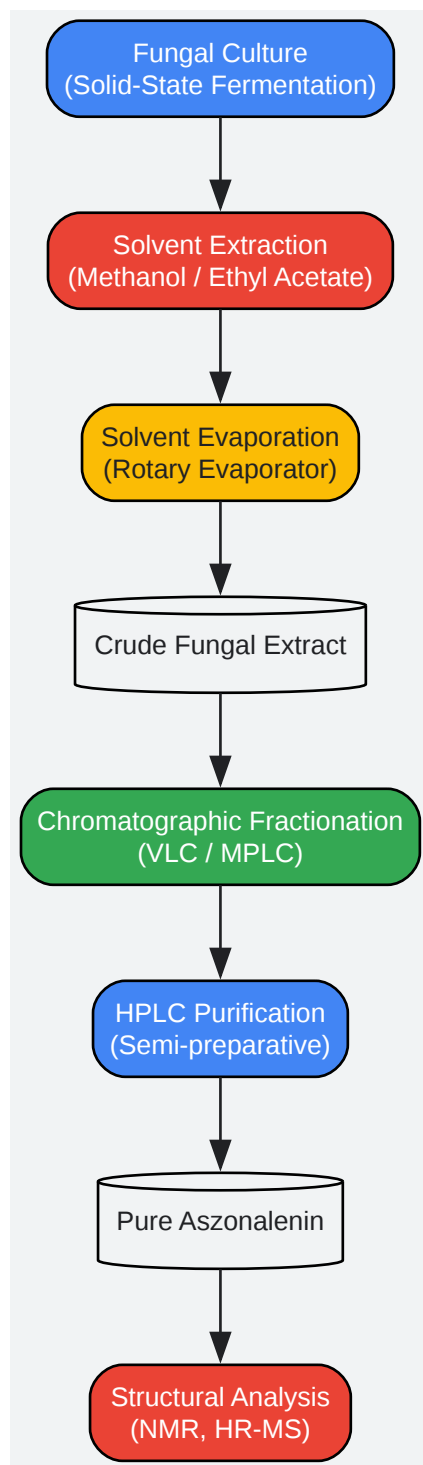 Fungal Culture
(Solid-State Fermentation)
Solvent Extraction
(Methanol / Ethyl Acetate)
Solvent Evaporation
(Rotary Evaporator)
Crude Fungal Extract
Chromatographic Fractionation
(VLC / MPLC)
HPLC Purification
(Semi-preparative)
Pure Aszonalenin
Structural Analysis
(NMR, HR-MS)